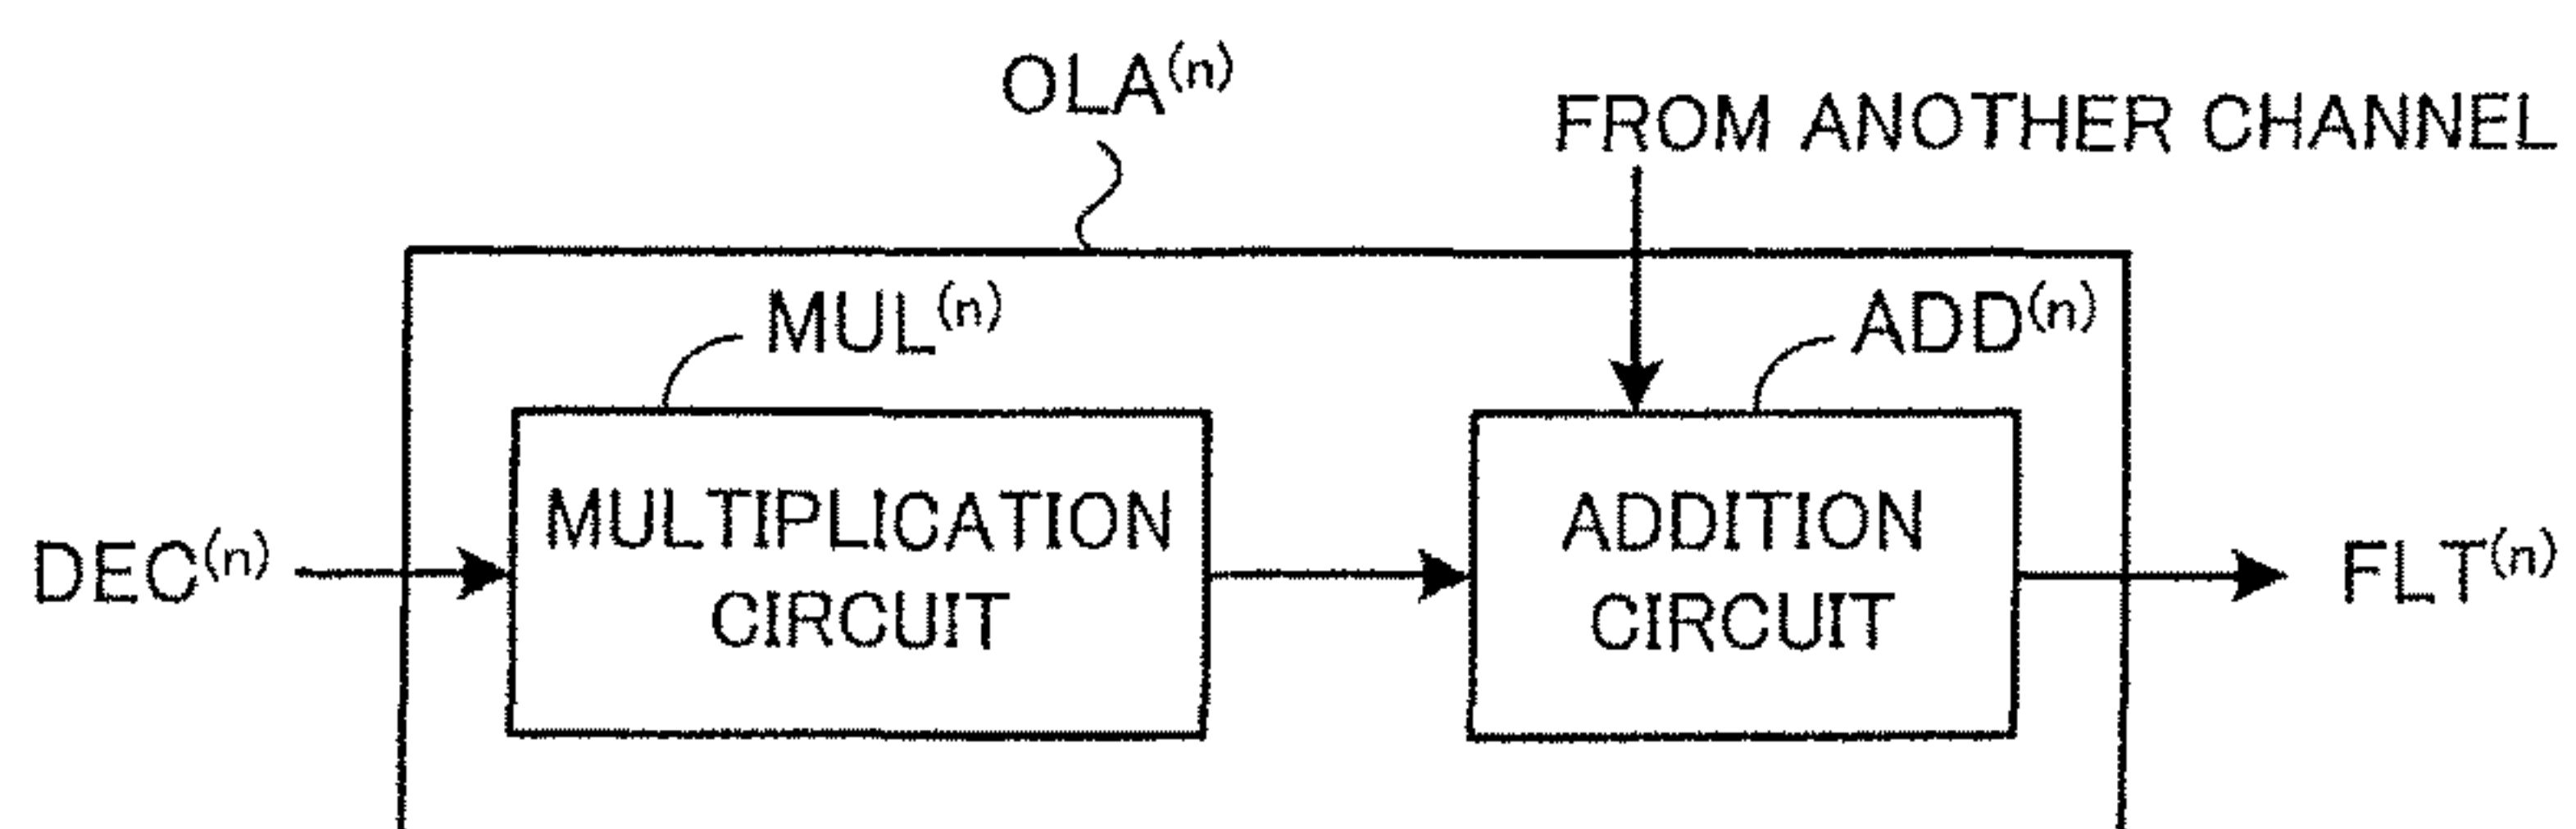 OLA(n)
FROM ANOTHER CHANNEL
MUL(n)
ADD(n)
DEC(n)
MULTIPLICATION
CIRCUIT
ADDITION
CIRCUIT
FLT(n)